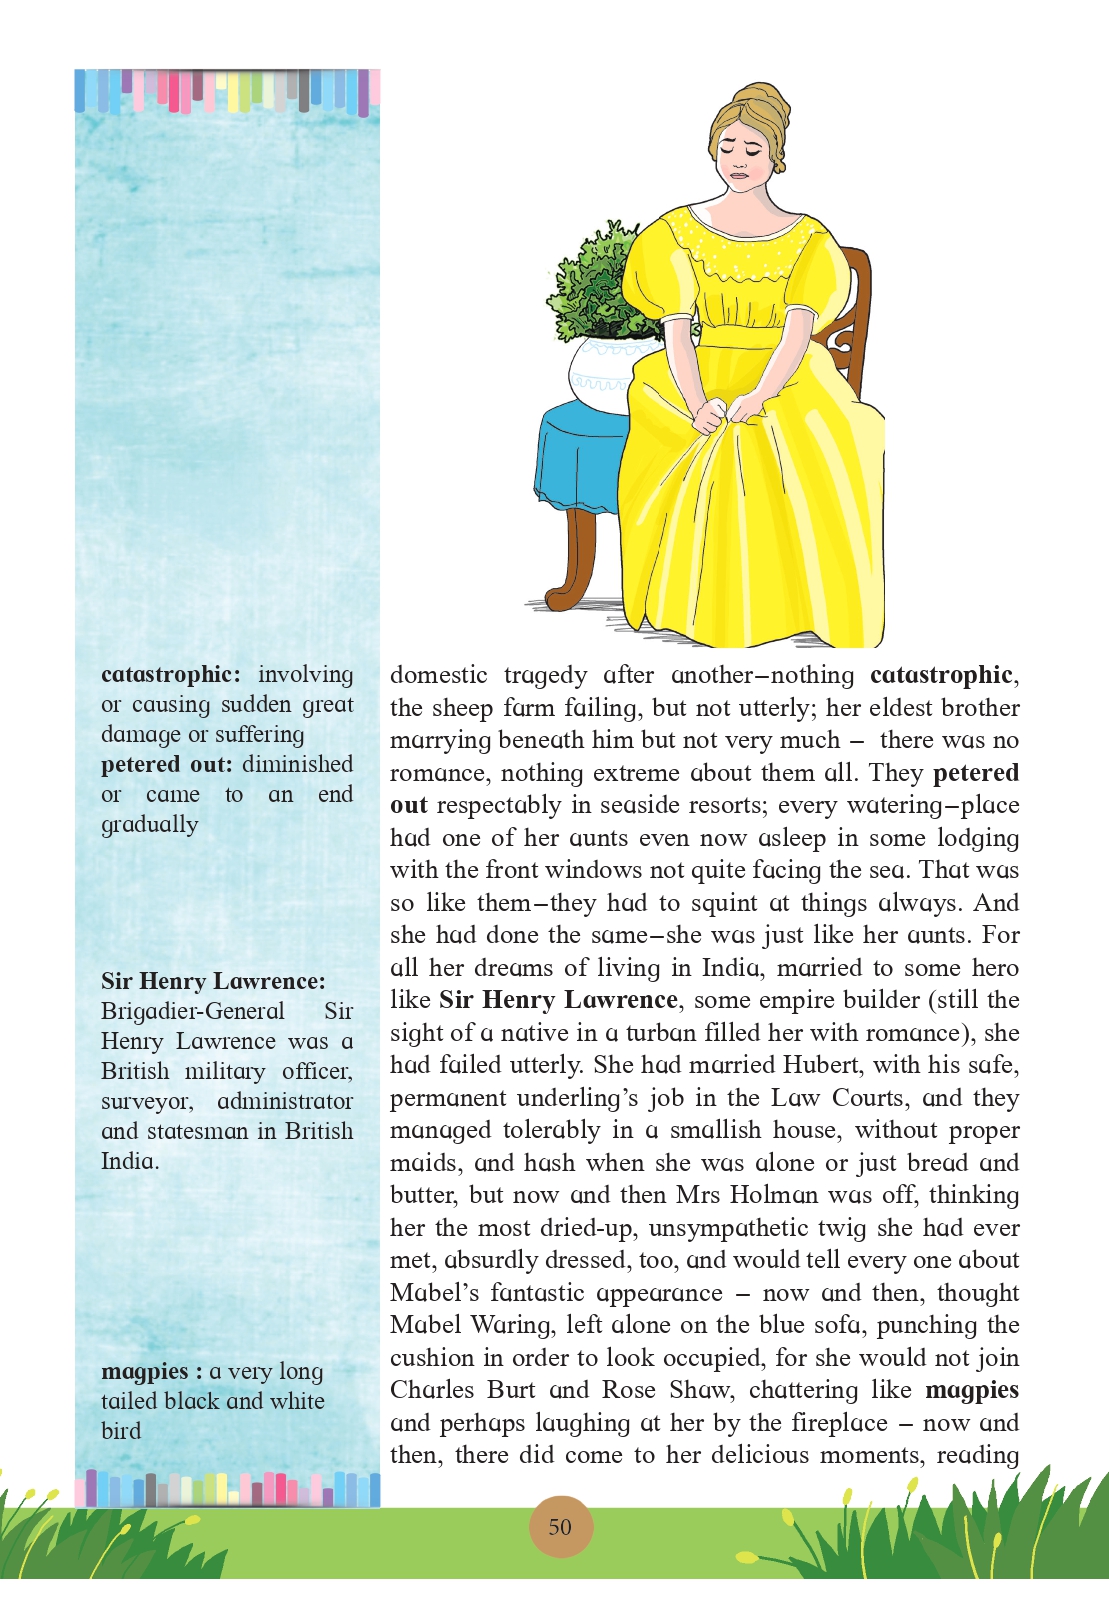 catastrophic: involving
or causing sudden great
damage or suffering
petered out: diminished
or came to an end
gradually
Sir Henry Lawrence:
Brigadier-General Sir
Henry Lawrence was a
British military officer,
surveyor, administrator
and statesman in British
India.
magpies : a very long
tailed black and white
bird
domestic tragedy after another–nothing catastrophic,
the sheep farm failing, but not utterly; her eldest brother
marrying beneath him but not very much – there was no
romance, nothing extreme about them all. They petered
out respectably in seaside resorts; every watering–place
had one of her aunts even now asleep in some lodging
with the front windows not quite facing the sea. That was
so like them–they had to squint at things always. And
she had done the same–she was just like her aunts. For
all her dreams of living in India, married to some hero
like Sir Henry Lawrence, some empire builder (still the
sight of a native in a turban filled her with romance), she
had failed utterly. She had married Hubert, with his safe,
permanent underling’s job in the Law Courts, and they
managed tolerably in a smallish house, without proper
maids, and hash when she was alone or just bread and
butter, but now and then Mrs Holman was off, thinking
her the most dried-up, unsympathetic twig she had ever
met, absurdly dressed, too, and would tell every one about
Mabel’s fantastic appearance – now and then, thought
Mabel Waring, left alone on the blue sofa, punching the
cushion in order to look occupied, for she would not join
Charles Burt and Rose Shaw, chattering like magpies
and perhaps laughing at her by the fireplace – now and
then, there did come to her delicious moments, reading
50